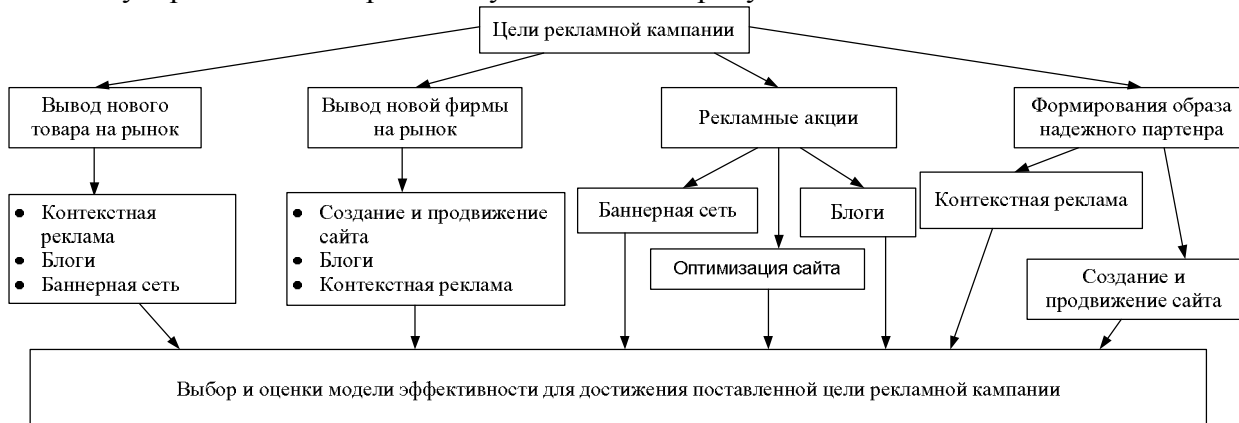 Цели рекламной кампании
Вывод нового
товара на рынок
Вывод новой фирмы
на рынок
Рекламные акции
Формирования образа
надежного партенра
• Контекстная
реклама
• Блоги
• Баннерная сеть
• Создание и продвижение
сайта
• Блоги
• Контекстная реклама
Баннерная сеть
Оптимизация сайта
Блоги
Контекстная реклама
Создание и
продвижение сайта
Выбор и оценки модели эффективности для достижения поставленной цели рекламной кампании